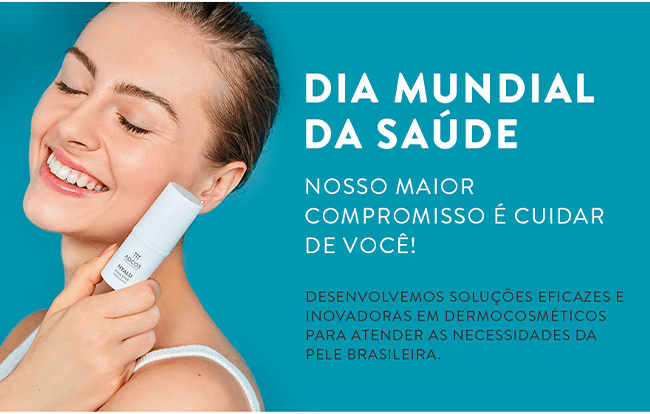 DIA MUNDIAL
DA SAÚDE
NOSSO MAIOR
COMPROMISSO É CUIDAR
DE VOCÊ!
DESENVOLVEMOS SOLUÇÕES EFICAZES E
INOVADORAS EM DERMOCOSMÉTICOS
PARA ATENDER AS NECESSIDADES DA
PELE BRASILEIRA.
ADCOS
HYALU